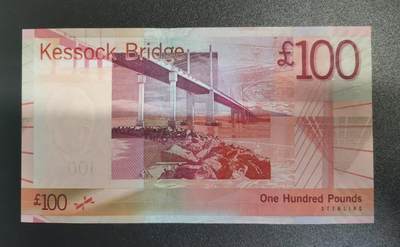 Kessock Bridge
£100
£100
One Hundred Pounds
STERLING